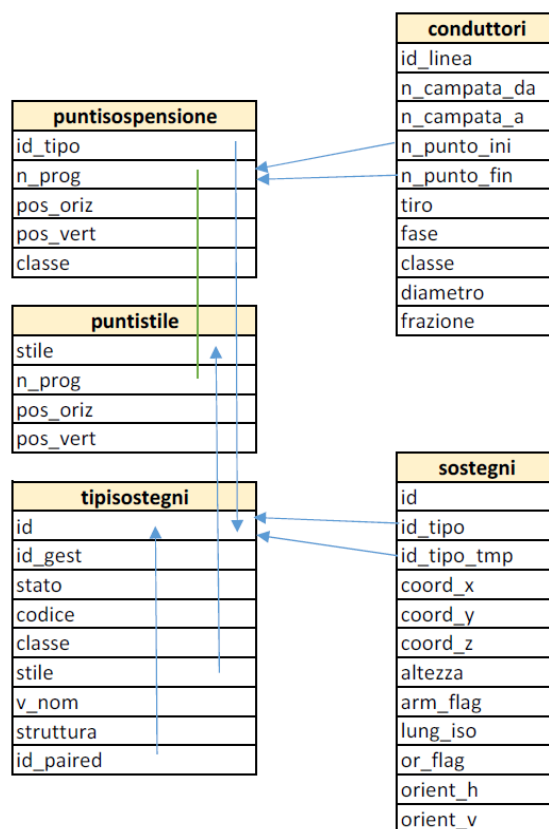 puntisospensione
id_tipo
n_prog
pos_oriz
pos_vert
classe
puntistile
stile
n_prog
pos_oriz
pos_vert
tipisostegni
id
id_gest
stato
codice
classe
stile
v_nom
struttura
id_paired
conduttori
id_linea
n_campata_da
n_campata_a
n_punto_ini
n_punto_fin
tiro
fase
classe
diametro
frazione
sostegni
id
id_tipo
id_tipo_tmp
coord_x
coord_y
coord_z
altezza
arm_flag
lung_iso
or_flag
orient_h
orient_v